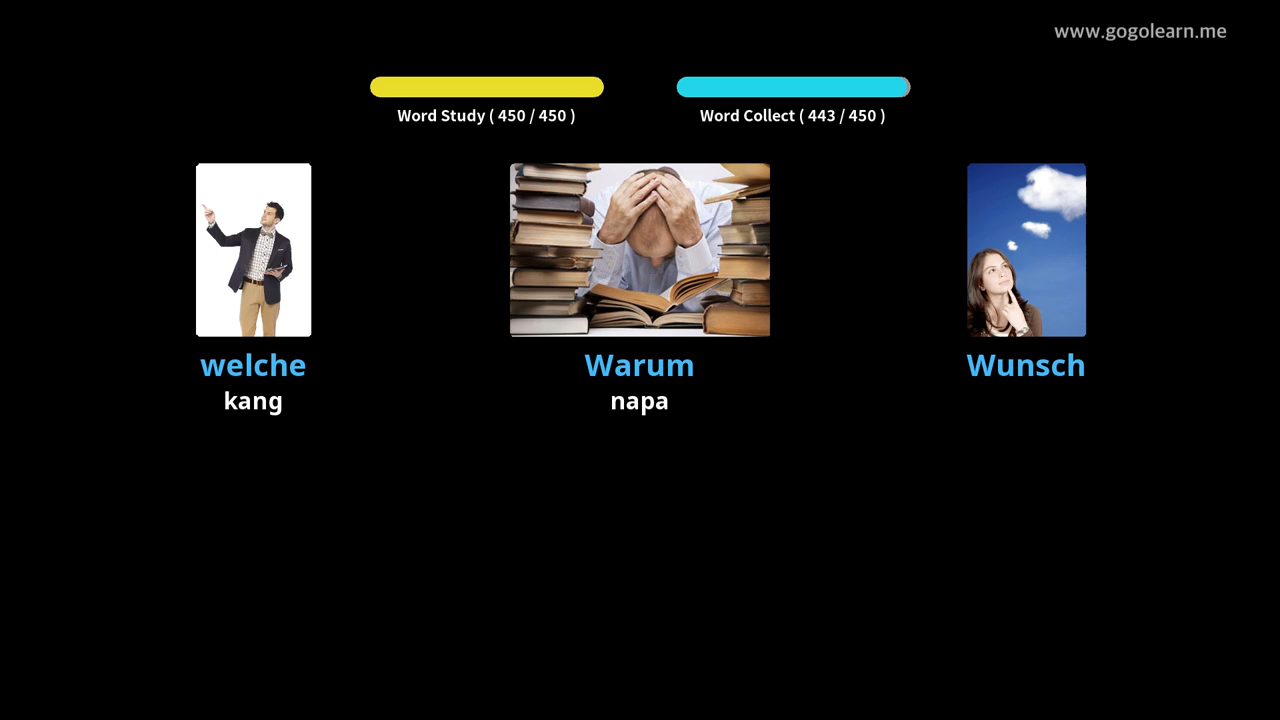 www.gogolearn.me
Word Study ( 450 / 450 )
Word Collect ( 443 / 450 )
welche
kang
Warum
napa
Wunsch